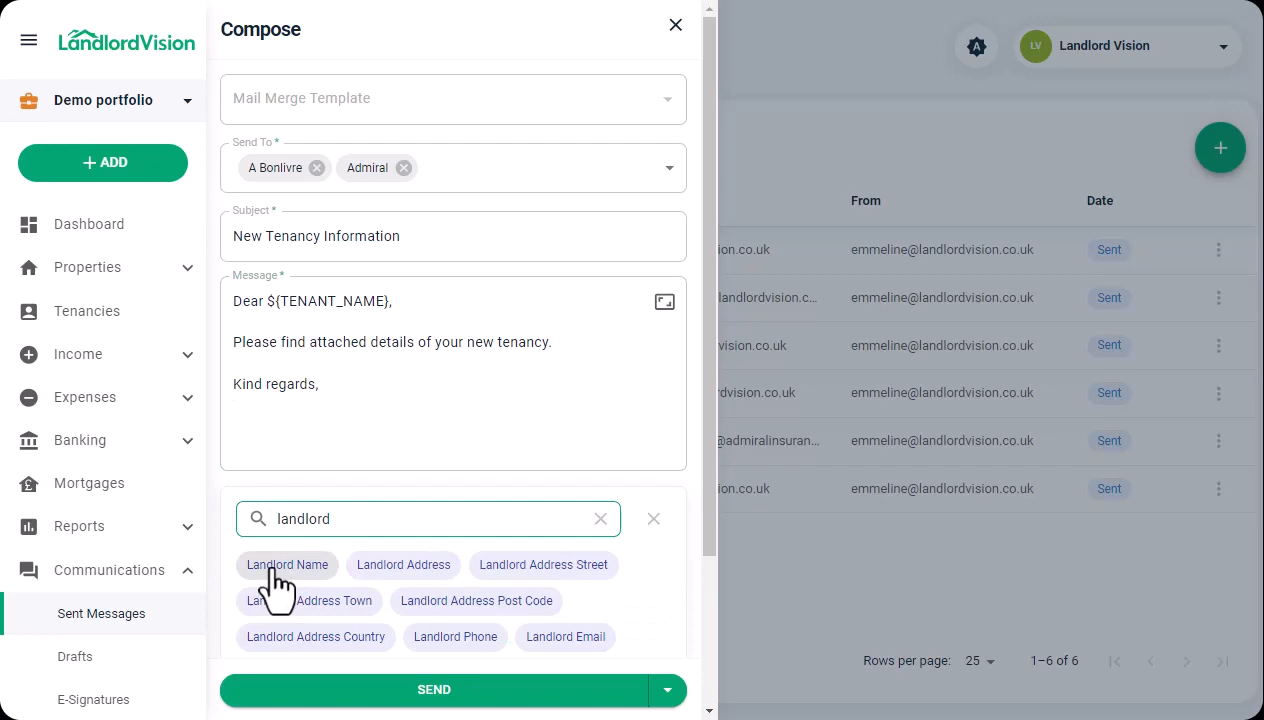 LandlordVision
Demo portfolio
+ ADD
Dashboard
Properties
Tenancies
Income
Expenses
Banking
Mortgages
Reports
Communications
Sent Messages
Drafts
E-Signatures
Compose
Mail Merge Template
Send To *
A Bonlivre
Admiral
Subject *
New Tenancy Information
Message *
Dear ${TENANT_NAME},
Please find attached details of your new tenancy.
Kind regards,
landlord
Landlord Name
Landlord Address
Landlord Address Street
Address Town
Landlord Address Post Code
Landlord Address Country
Landlord Phone
Landlord Email
SEND
A
LV
Landlord Vision
From
Date
ion.co.uk
emmeline@landlordvision.co.uk
Sent
landlordvision.c...
emmeline@landlordvision.co.uk
Sent
vision.co.uk
emmeline@landlordvision.co.uk
Sent
rdvision.co.uk
emmeline@landlordvision.co.uk
Sent
@admiralinsuran...
emmeline@landlordvision.co.uk
Sent
ion.co.uk
emmeline@landlordvision.co.uk
Sent
Rows per page:
25
1–6 of 6